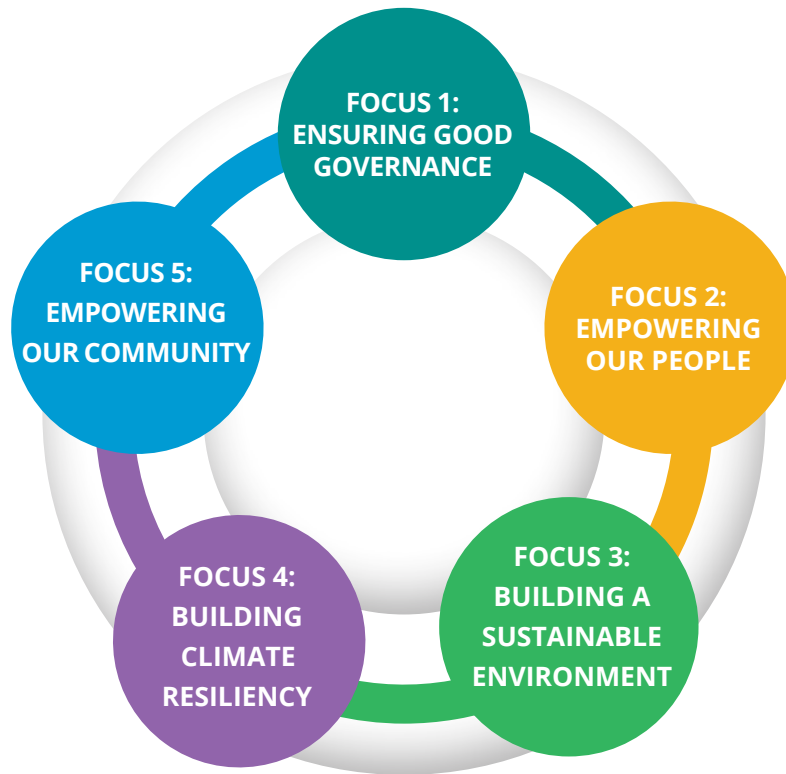 FOCUS 1:
ENSURING GOOD
GOVERNANCE
FOCUS 2:
EMPOWERING
OUR PEOPLE
FOCUS 3:
BUILDING A
SUSTAINABLE
ENVIRONMENT
FOCUS 4:
BUILDING
CLIMATE
RESILIENCY
FOCUS 5:
EMPOWERING
OUR COMMUNITY